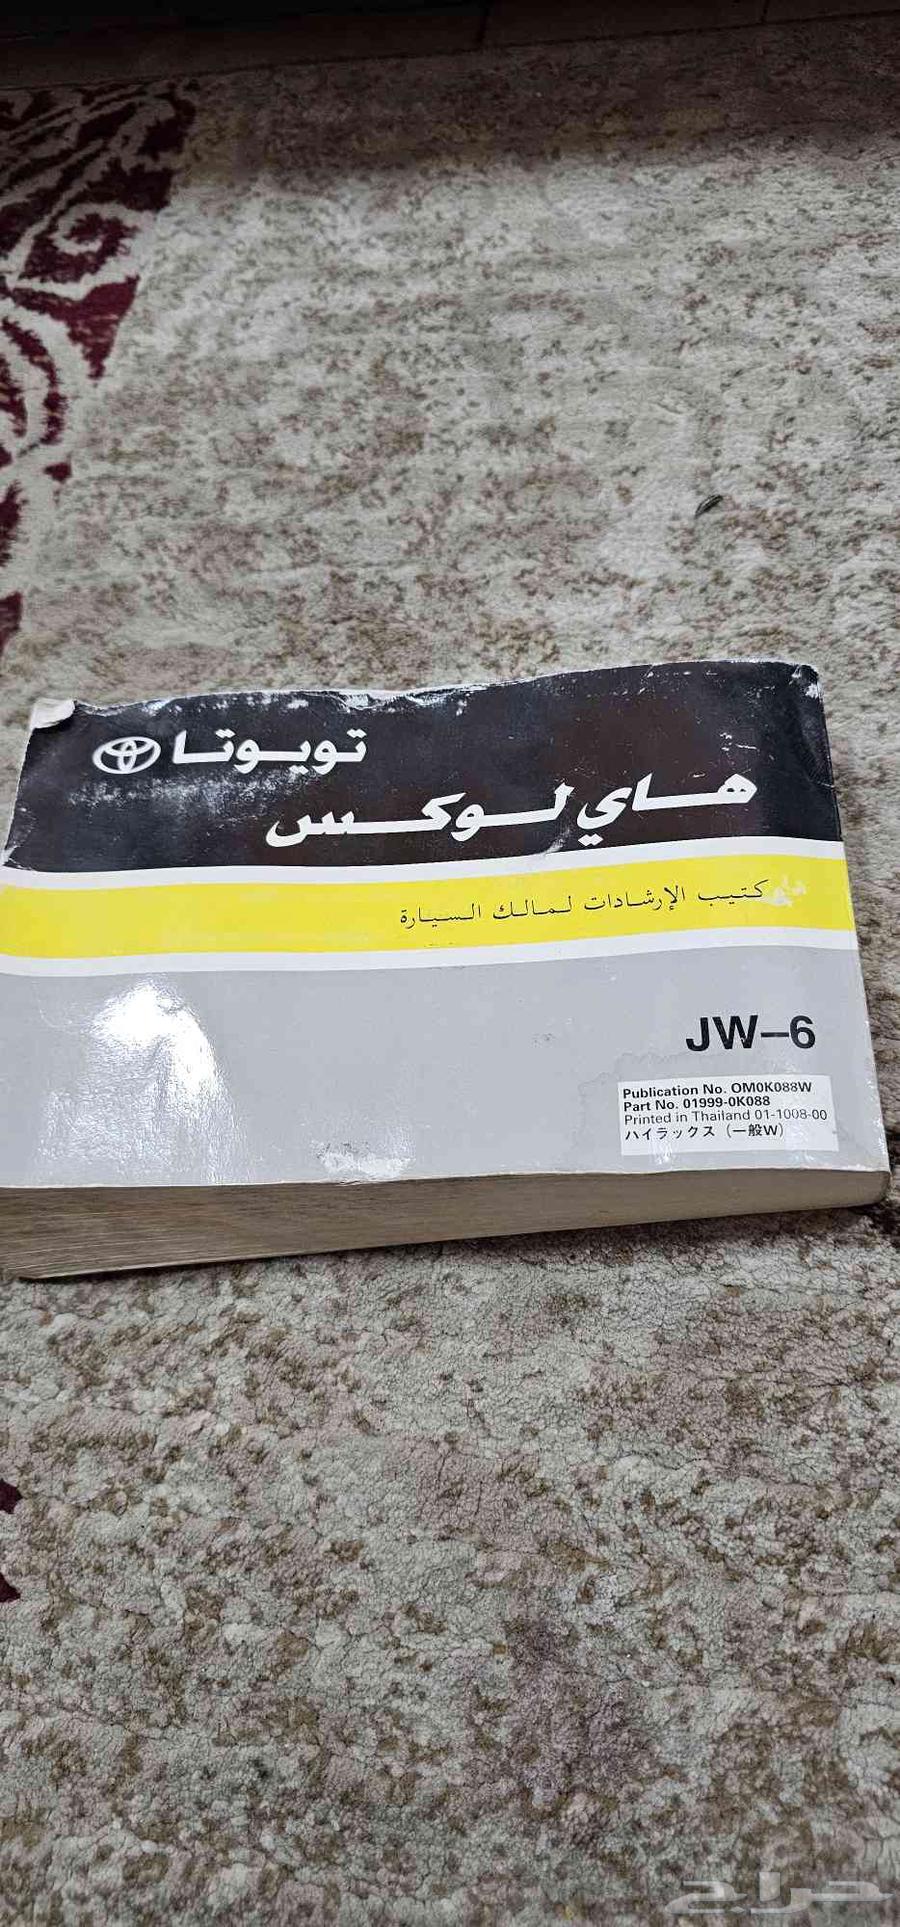 تويوتا
هاي لوكس
كتيب الإرشادات لمالك السيارة
JW–6
Publication No. OM0K088W
Part No. 01999-0K088
Printed in Thailand 01-1008-00
ハイラックス（一般W）
حراج